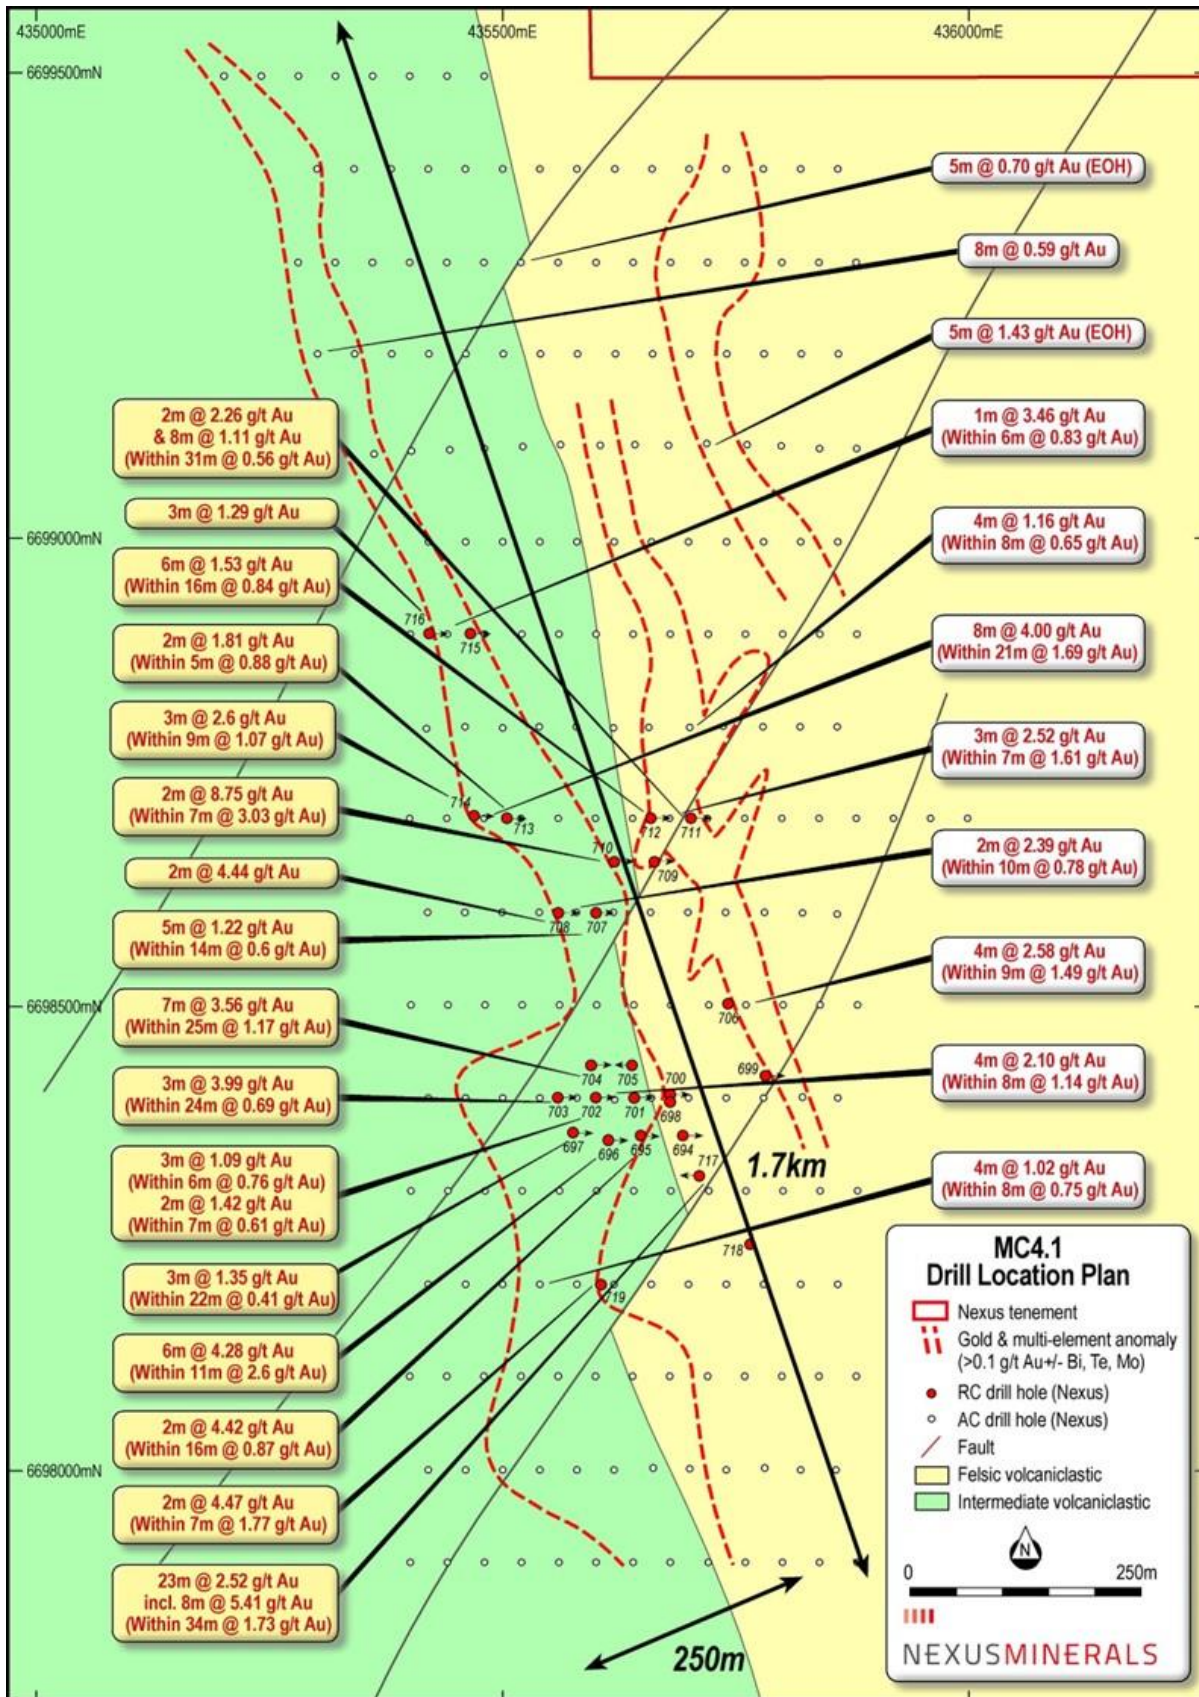 435000mE
435500mE
436000mE
6699500mN
6699000mN
6698500mN
6698000mN
2m @ 2.26 g/t Au
& 8m @ 1.11 g/t Au
(Within 31m @ 0.56 g/t Au)
3m @ 1.29 g/t Au
6m @ 1.53 g/t Au
(Within 16m @ 0.84 g/t Au)
2m @ 1.81 g/t Au
(Within 5m @ 0.88 g/t Au)
3m @ 2.6 g/t Au
(Within 9m @ 1.07 g/t Au)
2m @ 8.75 g/t Au
(Within 7m @ 3.03 g/t Au)
2m @ 4.44 g/t Au
5m @ 1.22 g/t Au
(Within 14m @ 0.6 g/t Au)
7m @ 3.56 g/t Au
(Within 25m @ 1.17 g/t Au)
3m @ 3.99 g/t Au
(Within 24m @ 0.69 g/t Au)
3m @ 1.09 g/t Au
(Within 6m @ 0.76 g/t Au)
2m @ 1.42 g/t Au
(Within 7m @ 0.61 g/t Au)
3m @ 1.35 g/t Au
(Within 22m @ 0.41 g/t Au)
6m @ 4.28 g/t Au
(Within 11m @ 2.6 g/t Au)
2m @ 4.42 g/t Au
(Within 16m @ 0.87 g/t Au)
2m @ 4.47 g/t Au
(Within 7m @ 1.77 g/t Au)
23m @ 2.52 g/t Au
incl. 8m @ 5.41 g/t Au
(Within 34m @ 1.73 g/t Au)
716
715
714
713
712
711
710
709
708
707
706
704
705
700
699
703
702
701
698
697
696
695
694
717
718
719
1.7km
250m
5m @ 0.70 g/t Au (EOH)
8m @ 0.59 g/t Au
5m @ 1.43 g/t Au (EOH)
1m @ 3.46 g/t Au
(Within 6m @ 0.83 g/t Au)
4m @ 1.16 g/t Au
(Within 8m @ 0.65 g/t Au)
8m @ 4.00 g/t Au
(Within 21m @ 1.69 g/t Au)
3m @ 2.52 g/t Au
(Within 7m @ 1.61 g/t Au)
2m @ 2.39 g/t Au
(Within 10m @ 0.78 g/t Au)
4m @ 2.58 g/t Au
(Within 9m @ 1.49 g/t Au)
4m @ 2.10 g/t Au
(Within 8m @ 1.14 g/t Au)
4m @ 1.02 g/t Au
(Within 8m @ 0.75 g/t Au)
MC4.1
Drill Location Plan
Nexus tenement
Gold & multi-element anomaly
(>0.1 g/t Au+/- Bi, Te, Mo)
RC drill hole (Nexus)
AC drill hole (Nexus)
Fault
Felsic volcaniclastic
Intermediate volcaniclastic
N
0
250m
NEXUSMINERALS